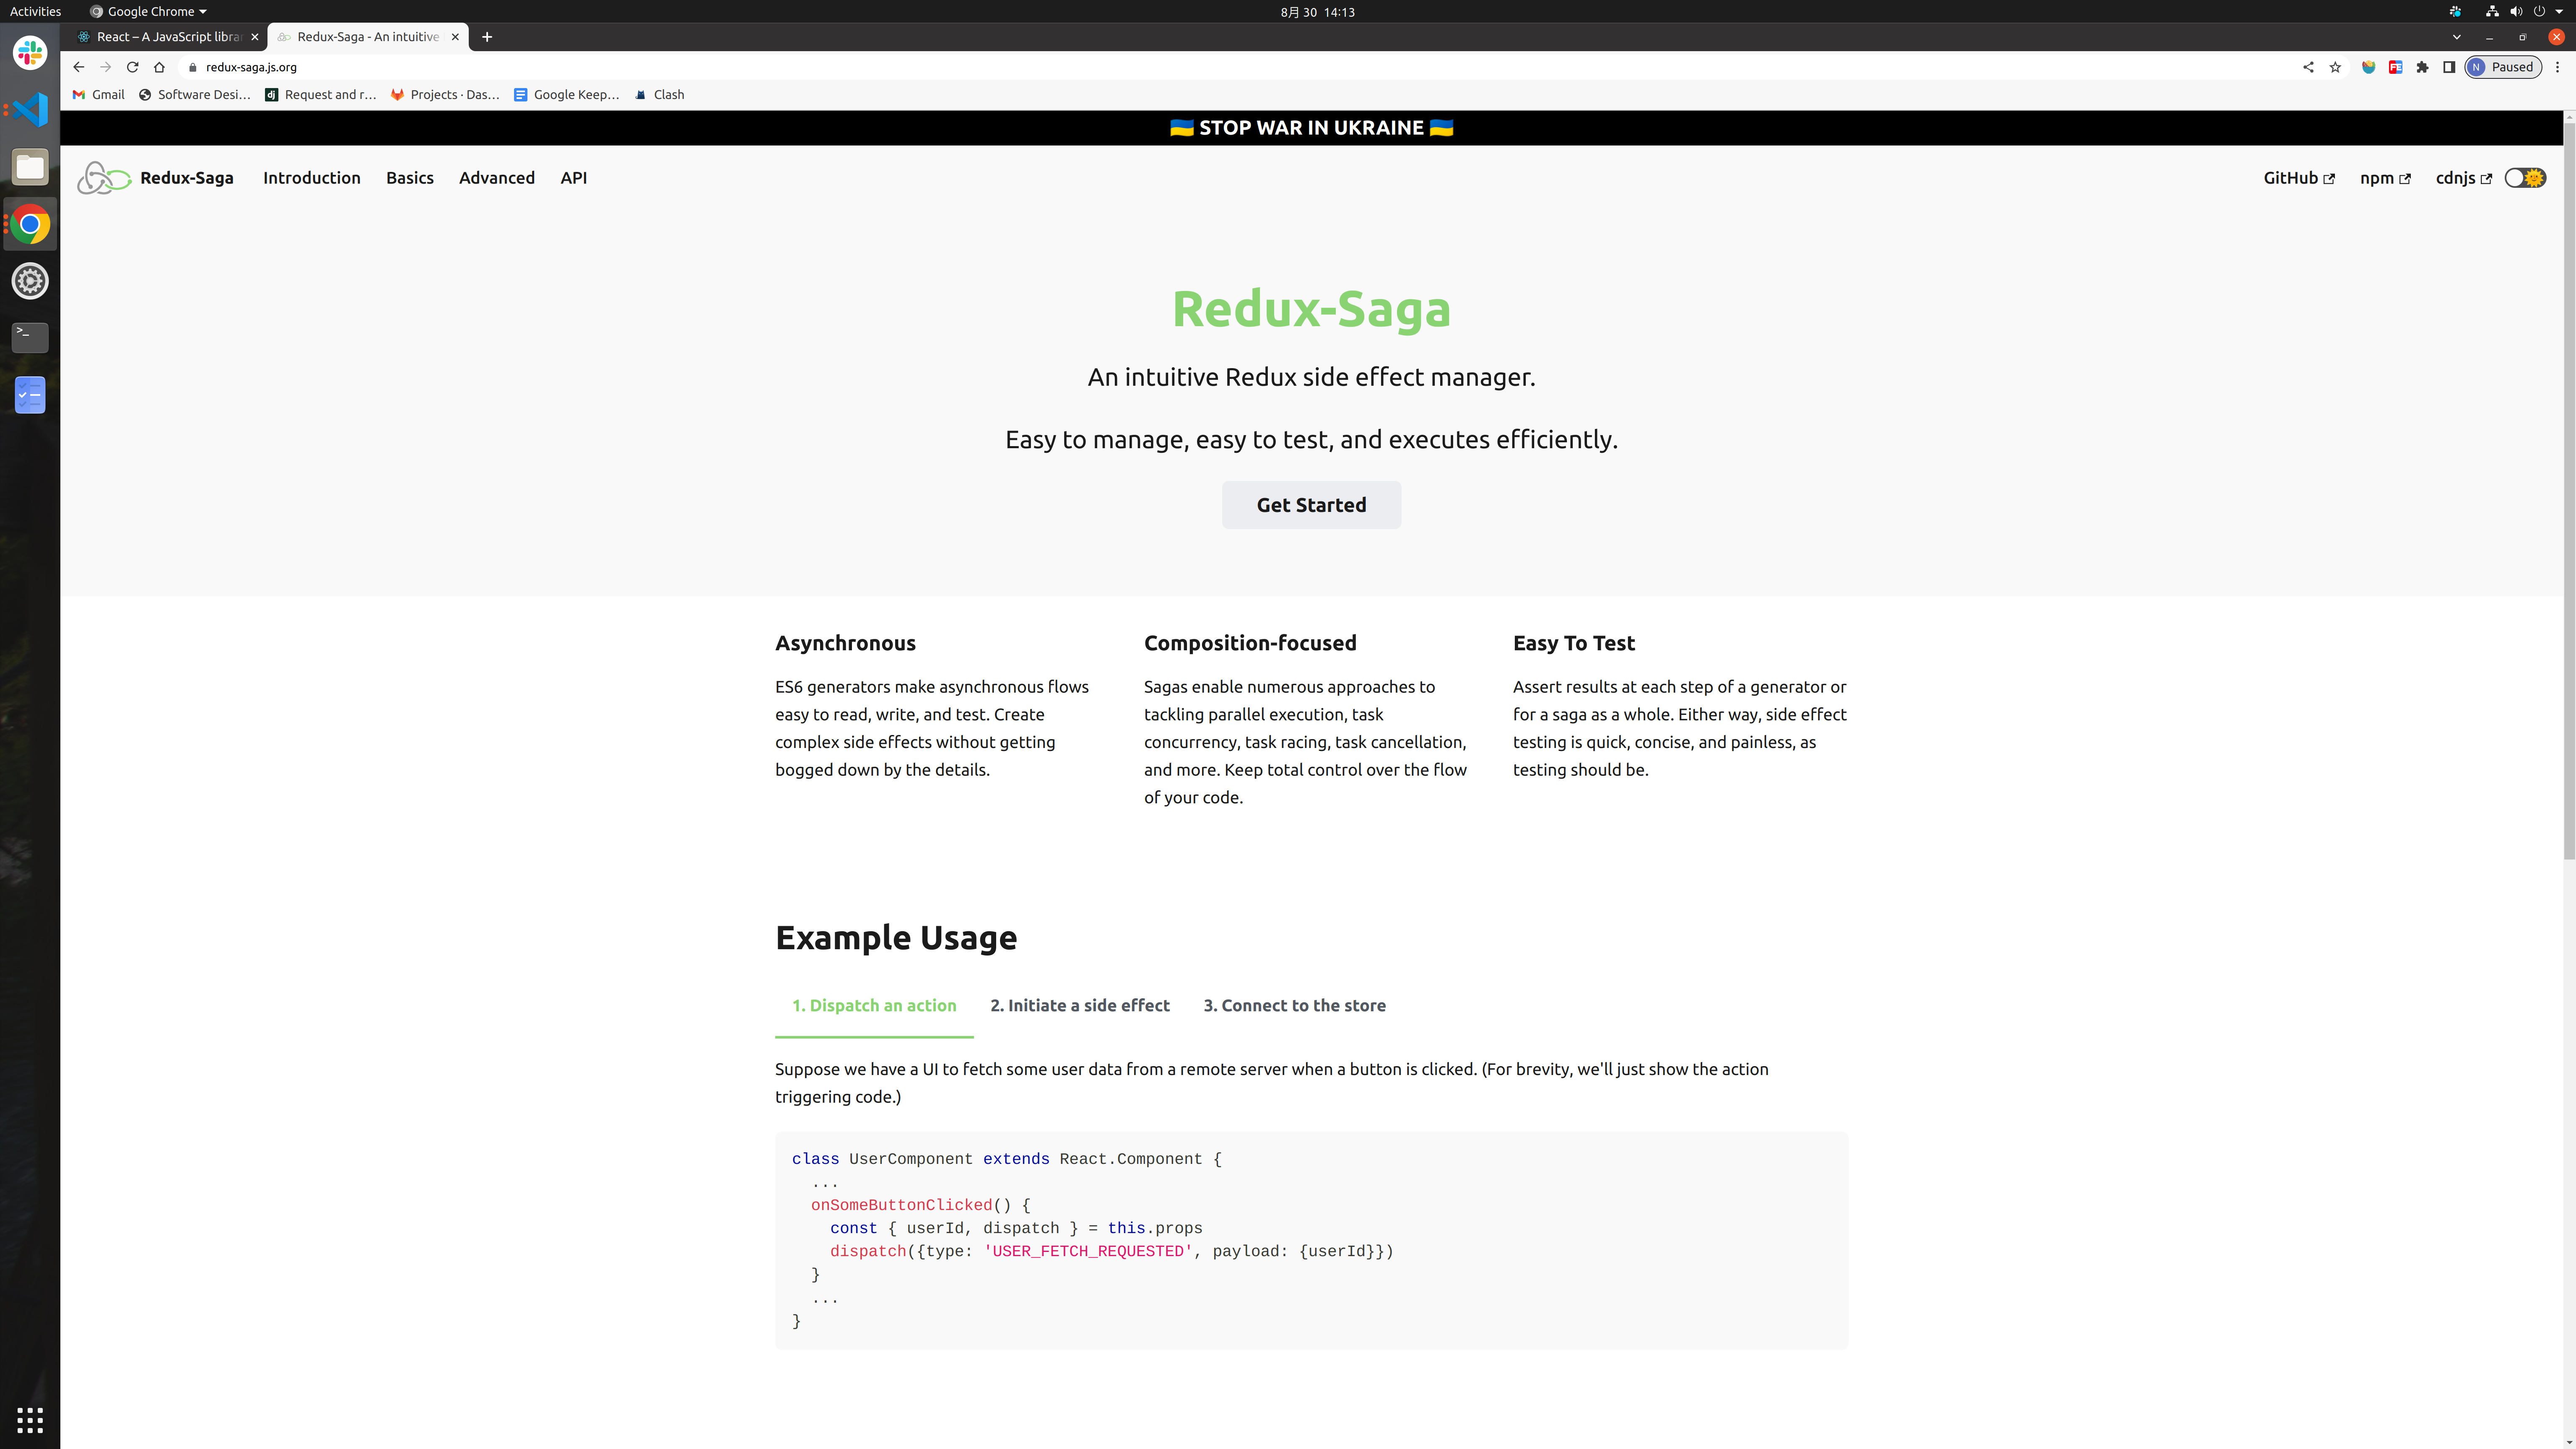 Activities
Google Chrome
8月 30 14:13
React – A JavaScript libra
Redux-Saga - An intuitive
redux-saga.js.org
N Paused
Gmail
Software Desi…
dj Request and r…
Projects · Das…
Google Keep…
Clash
🇺🇦 STOP WAR IN UKRAINE 🇺🇦
Redux-Saga
Introduction
Basics
Advanced
API
GitHub
npm
cdnjs
Redux-Saga
An intuitive Redux side effect manager.
Easy to manage, easy to test, and executes efficiently.
Get Started
Asynchronous
ES6 generators make asynchronous flows
easy to read, write, and test. Create
complex side effects without getting
bogged down by the details.
Composition-focused
Sagas enable numerous approaches to
tackling parallel execution, task
concurrency, task racing, task cancellation,
and more. Keep total control over the flow
of your code.
Easy To Test
Assert results at each step of a generator or
for a saga as a whole. Either way, side effect
testing is quick, concise, and painless, as
testing should be.
Example Usage
1. Dispatch an action
2. Initiate a side effect
3. Connect to the store
Suppose we have a UI to fetch some user data from a remote server when a button is clicked. (For brevity, we'll just show the action
triggering code.)
class UserComponent extends React.Component {
  ...
  onSomeButtonClicked() {
    const { userId, dispatch } = this.props
    dispatch({type: 'USER_FETCH_REQUESTED', payload: {userId}})
  }
  ...
}